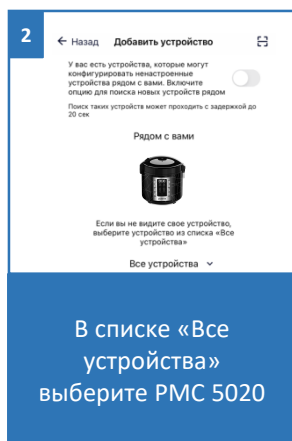 2
← Назад Добавить устройство
У вас есть устройства, которые могут
конфигурировать ненастроенные
устройства рядом с вами. Включите
опцию для поиска новых устройств рядом
Поиск таких устройств может проходить с задержкой до
20 сек
Рядом с вами
Если вы не видите свое устройство,
выберите устройство из списка «Все
устройства»
Все устройства
В списке «Все
устройства»
выберите PMC 5020